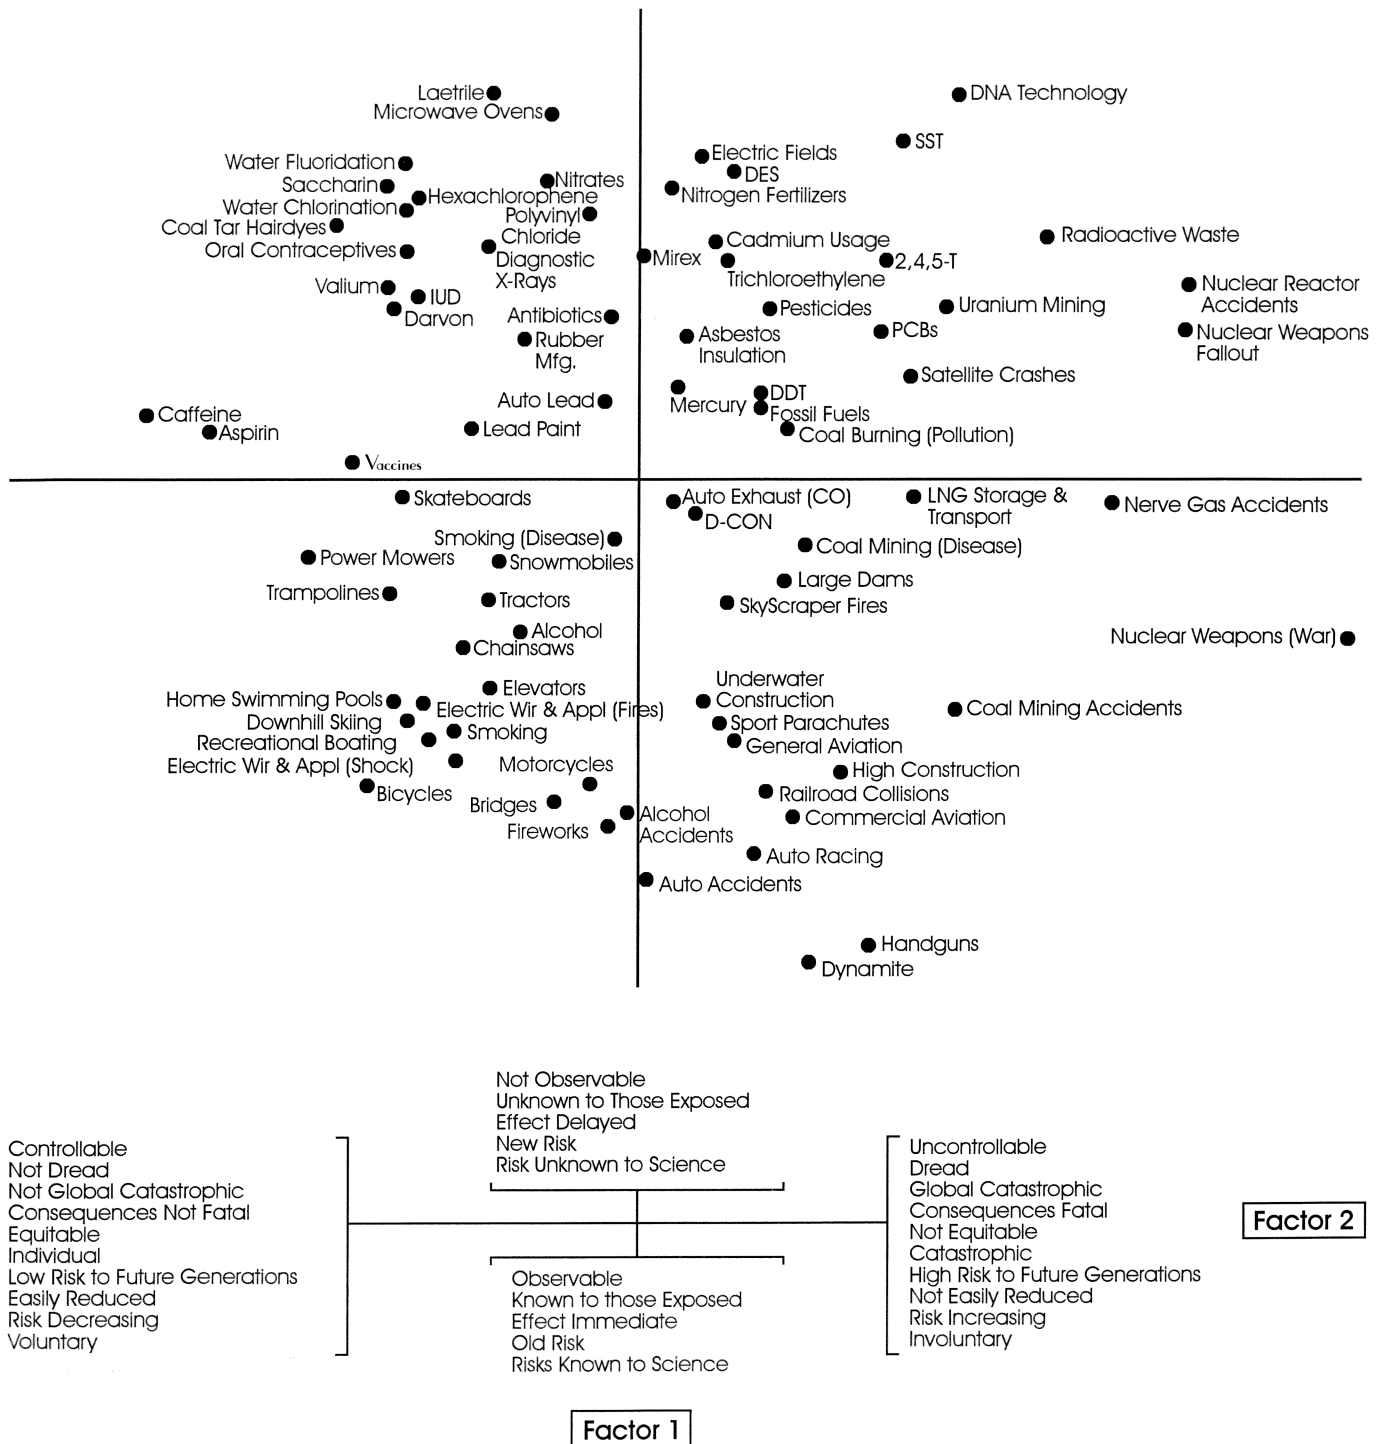 Laetrile
Microwave Ovens
Water Fluoridation
Saccharin
Hexachlorophene
Water Chlorination
Coal Tar Hairdyes
Oral Contraceptives
Nitrates
Polyvinyl
Chloride
Diagnostic
X-Rays
Valium
IUD
Darvon
Antibiotics
Rubber
Mfg.
Auto Lead
Lead Paint
Caffeine
Aspirin
Vaccines
DNA Technology
SST
Electric Fields
DES
Nitrogen Fertilizers
Cadmium Usage
Mirex
Trichloroethylene
2,4,5-T
Radioactive Waste
Nuclear Reactor
Accidents
Pesticides
Uranium Mining
Asbestos
Insulation
PCBs
Nuclear Weapons
Fallout
Satellite Crashes
Mercury
DDT
Fossil Fuels
Coal Burning (Pollution)
Skateboards
Smoking (Disease)
Power Mowers
Snowmobiles
Trampolines
Tractors
Alcohol
Chainsaws
Elevators
Home Swimming Pools
Electric Wir & Appl (Fires)
Downhill Skiing
Smoking
Recreational Boating
Electric Wir & Appl (Shock)
Motorcycles
Bicycles
Bridges
Fireworks
Alcohol
Accidents
Auto Exhaust (CO)
D-CON
LNG Storage &
Transport
Nerve Gas Accidents
Coal Mining (Disease)
Large Dams
SkyScraper Fires
Nuclear Weapons (War)
Underwater
Construction
Sport Parachutes
General Aviation
Coal Mining Accidents
High Construction
Railroad Collisions
Commercial Aviation
Auto Racing
Auto Accidents
Handguns
Dynamite
Not Observable
Unknown to Those Exposed
Effect Delayed
New Risk
Risk Unknown to Science
Controllable
Not Dread
Not Global Catastrophic
Consequences Not Fatal
Equitable
Individual
Low Risk to Future Generations
Easily Reduced
Risk Decreasing
Voluntary
Uncontrollable
Dread
Global Catastrophic
Consequences Fatal
Not Equitable
Catastrophic
High Risk to Future Generations
Not Easily Reduced
Risk Increasing
Involuntary
Factor 2
Observable
Known to those Exposed
Effect Immediate
Old Risk
Risks Known to Science
Factor 1